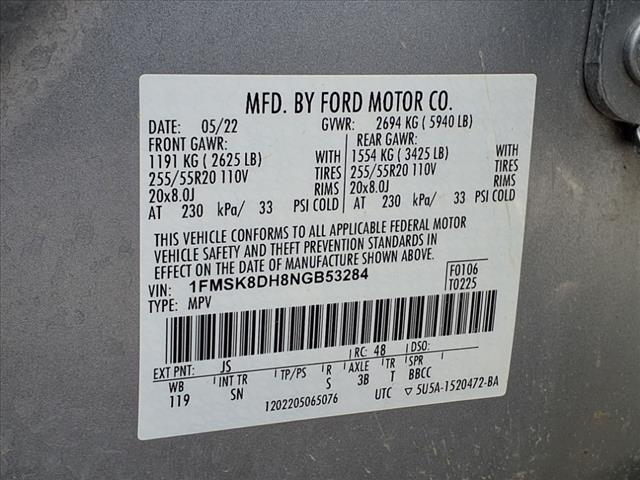 MFD. BY FORD MOTOR CO.
DATE: 05/22 GVWR: 2694 KG ( 5940 LB)
FRONT GAWR: REAR GAWR:
1191 KG ( 2625 LB) WITH 1554 KG ( 3425 LB) WITH
255/55R20 110V TIRES 255/55R20 110V TIRES
20x8.0J RIMS 20x8.0J RIMS
AT 230 kPa/ 33 PSI COLD AT 230 kPa/ 33 PSI COLD
THIS VEHICLE CONFORMS TO ALL APPLICABLE FEDERAL MOTOR
VEHICLE SAFETY AND THEFT PREVENTION STANDARDS IN
EFFECT ON THE DATE OF MANUFACTURE SHOWN ABOVE.
VIN: 1FMSK8DH8NGB53284 F0106
TYPE: MPV T0225
EXT PNT: JS RC: 48 DSO:
WB INT TR TP/PS R AXLE TR SPR
119 SN S 3B T BBCC
1202205065076 UTC ▽ 5U5A-1520472-BA